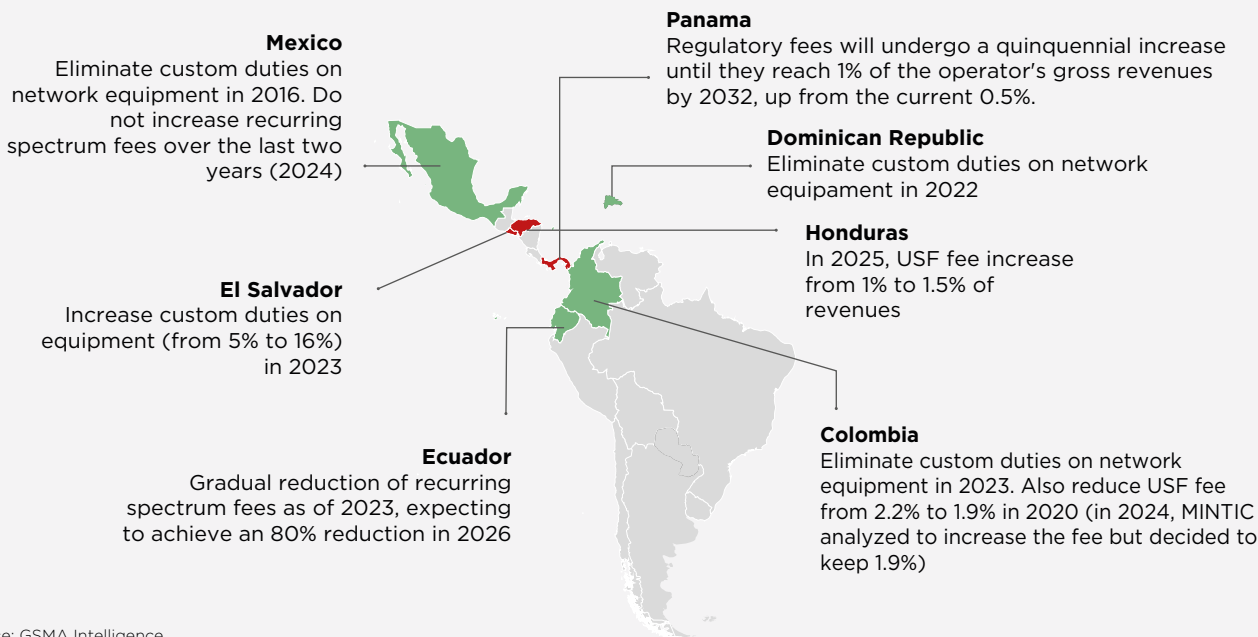 Mexico
Eliminate custom duties on
network equipment in 2016. Do
not increase recurring
spectrum fees over the last two
years (2024)
Panama
Regulatory fees will undergo a quinquennial increase
until they reach 1% of the operator's gross revenues
by 2032, up from the current 0.5%.
Dominican Republic
Eliminate custom duties on network
equipament in 2022
Honduras
In 2025, USF fee increase
from 1% to 1.5% of
revenues
El Salvador
Increase custom duties on
equipment (from 5% to 16%)
in 2023
Ecuador
Gradual reduction of recurring
spectrum fees as of 2023, expecting
to achieve an 80% reduction in 2026
Colombia
Eliminate custom duties on network
equipment in 2023. Also reduce USF fee
from 2.2% to 1.9% in 2020 (in 2024, MINTIC
analyzed to increase the fee but decided to
keep 1.9%)
GSMA Intelligence